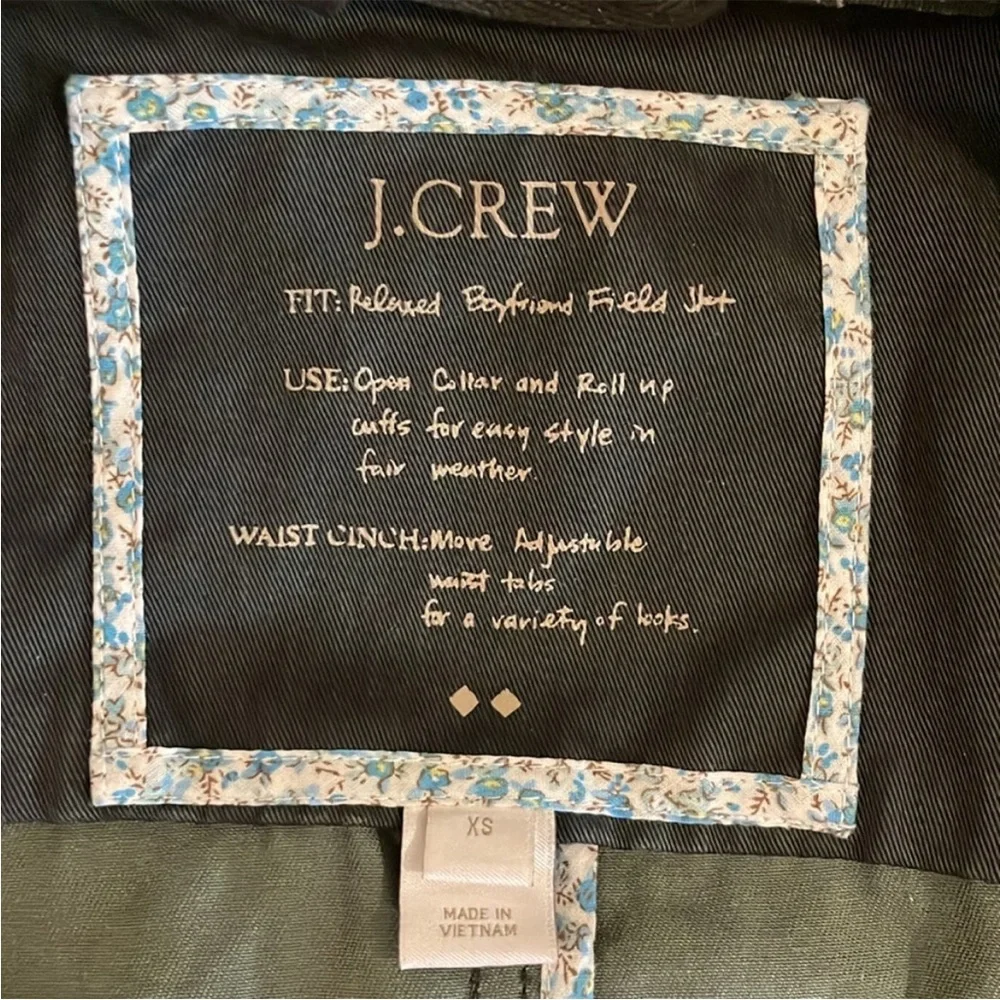 J.CREW
FIT: Relaxed Boyfriend Field Jkt
USE: Open Collar and Roll up
cuffs for easy style in
fair weather.
WAIST CINCH: Move Adjustable
waist tabs
for a variety of looks.
XS
MADE IN
VIETNAM